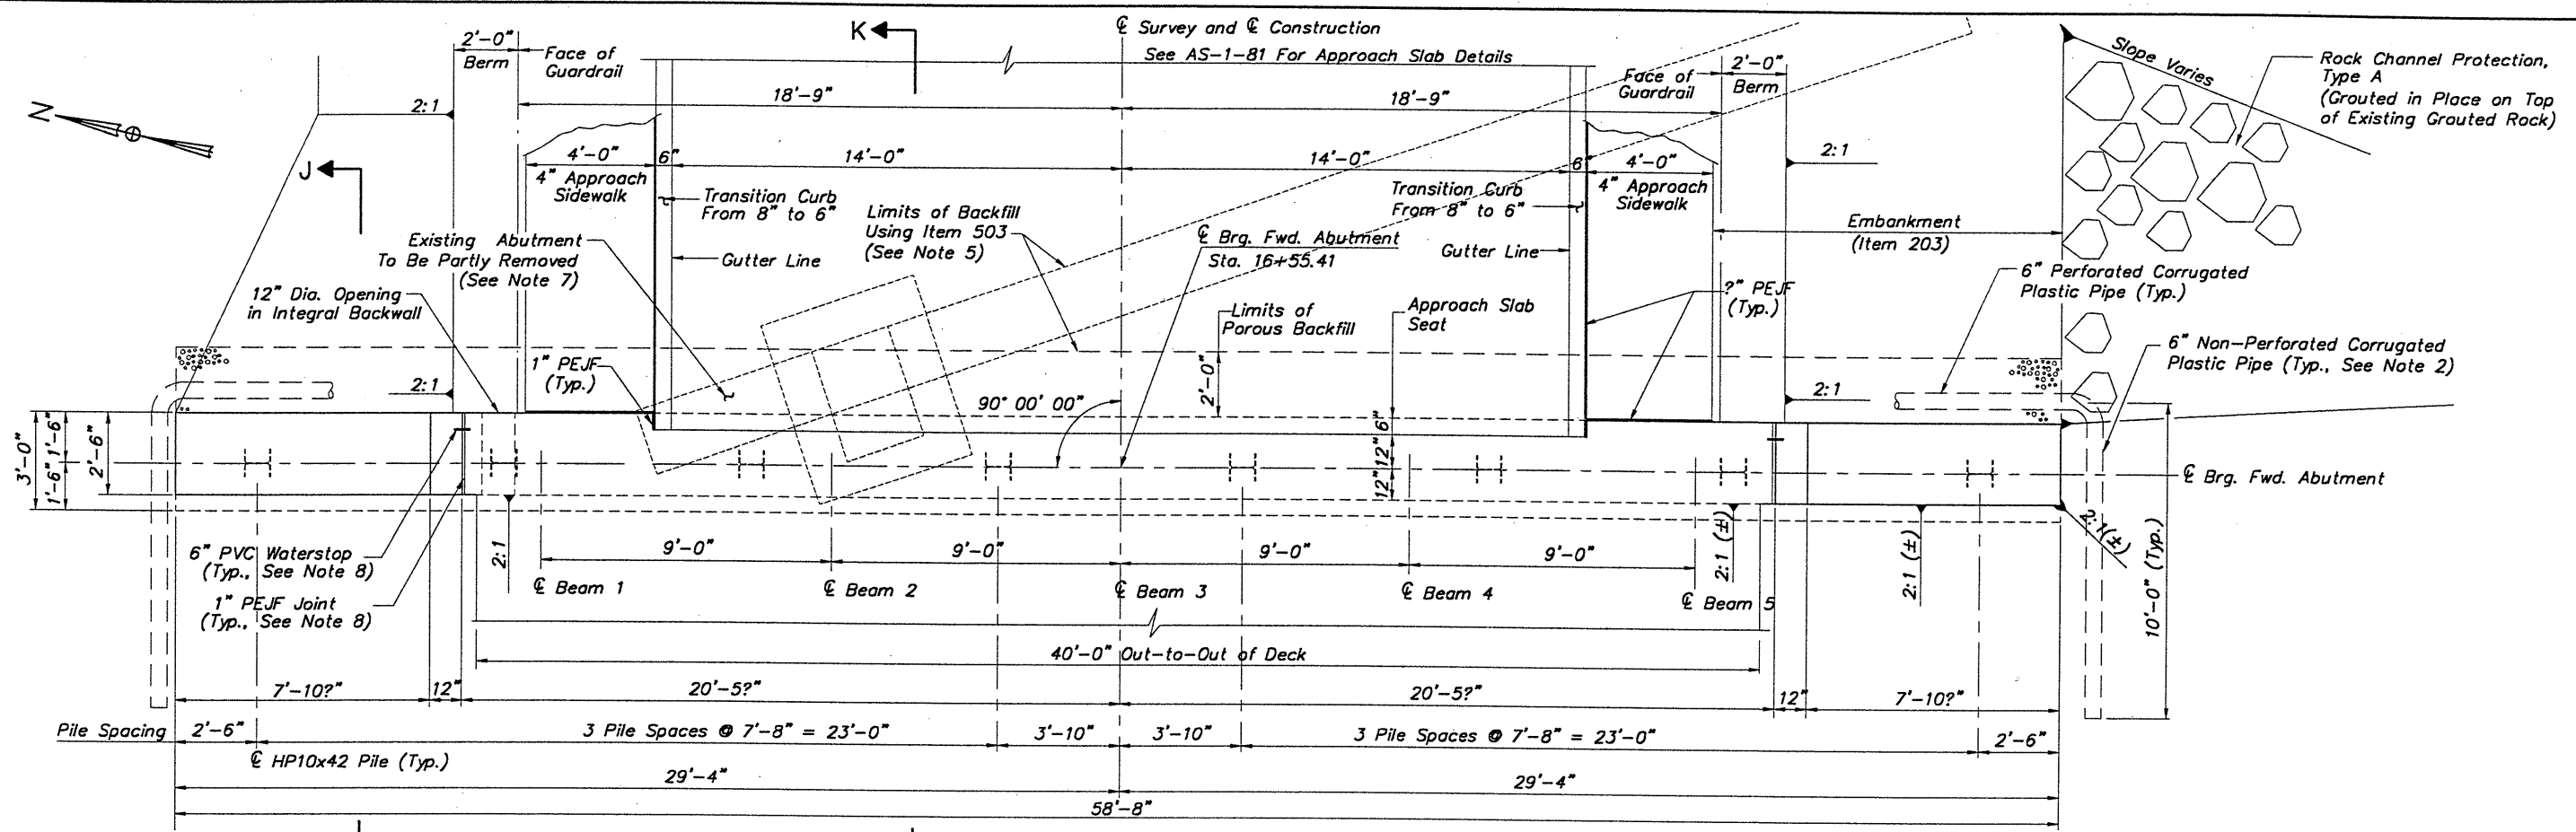 ℄ Survey and ℄ Construction
See AS-1-81 For Approach Slab Details
K
2'-0"
Berm
Face of
Guardrail
18'-9"
18'-9"
Face of
Guardrail
2'-0"
Berm
Slope Varies
Rock Channel Protection,
Type A
(Grouted in Place on Top
of Existing Grouted Rock)
N
2:1
J
4'-0"
4" Approach
Sidewalk
6"
14'-0"
14'-0"
6
4'-0"
4" Approach
Sidewalk
2:1
Transition Curb
From 8" to 6"
Limits of Backfill
Using Item 503
(See Note 5)
Transition Curb
From 8" to 6"
℄ Brg. Fwd. Abutment
Sta. 16+55.41
Embankment
(Item 203)
Existing Abutment
To Be Partly Removed
(See Note 7)
Gutter Line
Gutter Line
12" Dia. Opening
in Integral Backwall
6" Perforated Corrugated
Plastic Pipe (Typ.)
?" PEJF
(Typ.)
Limits of
Porous Backfill
Approach Slab
Seat
6" Non-Perforated Corrugated
Plastic Pipe (Typ., See Note 2)
1" PEJF
(Typ.)
2:1
2'-0"
90° 00' 00"
2:1
3'-0"
1'-6"
1'-6"
2'-6"
6"
12"
12"
℄ Brg. Fwd. Abutment
6" PVC Waterstop
(Typ., See Note 8)
1" PEJF Joint
(Typ., See Note 8)
2:1
9'-0"
9'-0"
9'-0"
9'-0"
2:1 (±)
2:1 (±)
2:1(±)
10'-0" (Typ.)
℄ Beam 1
℄ Beam 2
℄ Beam 3
℄ Beam 4
℄ Beam 5
40'-0" Out-to-Out of Deck
7'-10?"
12"
20'-5?"
20'-5?"
12"
7'-10?"
Pile Spacing
2'-6"
3 Pile Spaces @ 7'-8" = 23'-0"
3'-10"
3'-10"
3 Pile Spaces @ 7'-8" = 23'-0"
2'-6"
℄ HP10x42 Pile (Typ.)
29'-4"
29'-4"
58'-8"